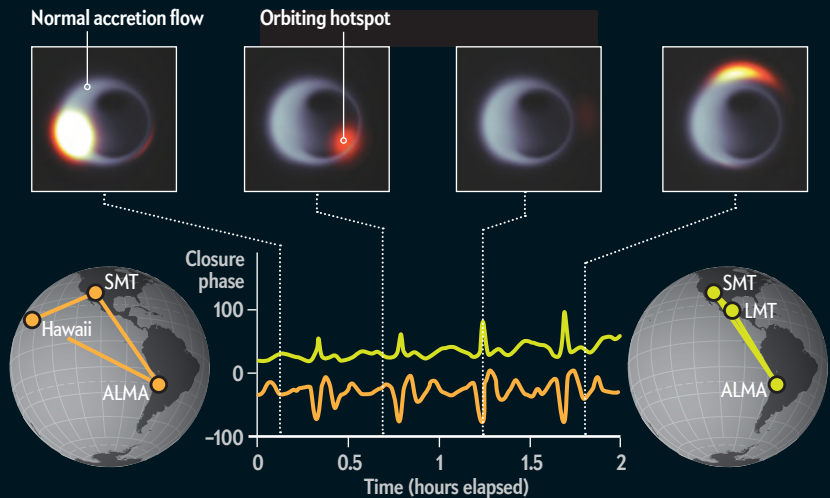 Normal accretion flow
Orbiting hotspot
Closure
phase
100
0
–100
0
0.5
1
1.5
2
Time (hours elapsed)
SMT
Hawaii
ALMA
SMT
LMT
ALMA